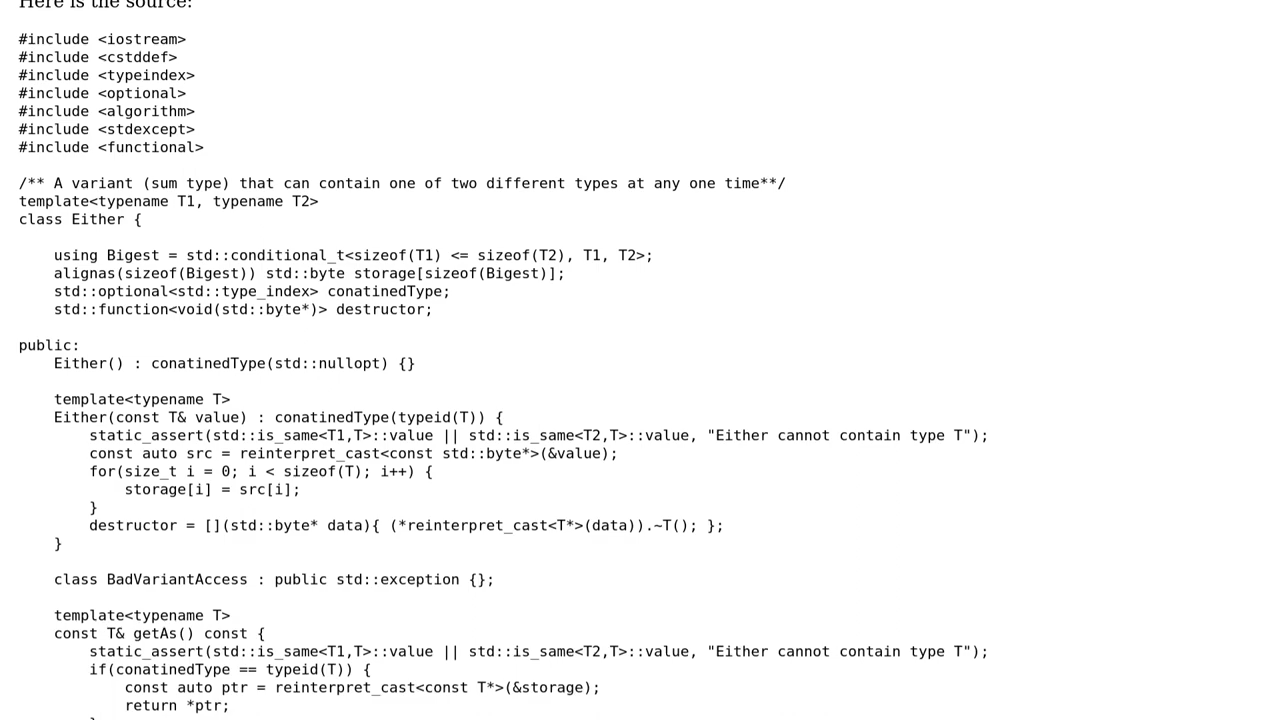 Here is the source:
#include <iostream>
#include <cstddef>
#include <typeindex>
#include <optional>
#include <algorithm>
#include <stdexcept>
#include <functional>
/** A variant (sum type) that can contain one of two different types at any one time**/
template<typename T1, typename T2>
class Either {
using Bigest = std::conditional_t<sizeof(T1) <= sizeof(T2), T1, T2>;
alignas(sizeof(Bigest)) std::byte storage[sizeof(Bigest)];
std::optional<std::type_index> conatinedType;
std::function<void(std::byte*)> destructor;
public:
Either() : conatinedType(std::nullopt) {}
template<typename T>
Either(const T& value) : conatinedType(typeid(T)) {
static_assert(std::is_same<T1,T>::value || std::is_same<T2,T>::value, "Either cannot contain type T");
const auto src = reinterpret_cast<const std::byte*>(&value);
for(size_t i = 0; i < sizeof(T); i++) {
storage[i] = src[i];
}
destructor = [](std::byte* data){ (*reinterpret_cast<T*>(data)).~T(); };
}
class BadVariantAccess : public std::exception {};
template<typename T>
const T& getAs() const {
static_assert(std::is_same<T1,T>::value || std::is_same<T2,T>::value, "Either cannot contain type T");
if(conatinedType == typeid(T)) {
const auto ptr = reinterpret_cast<const T*>(&storage);
return *ptr;